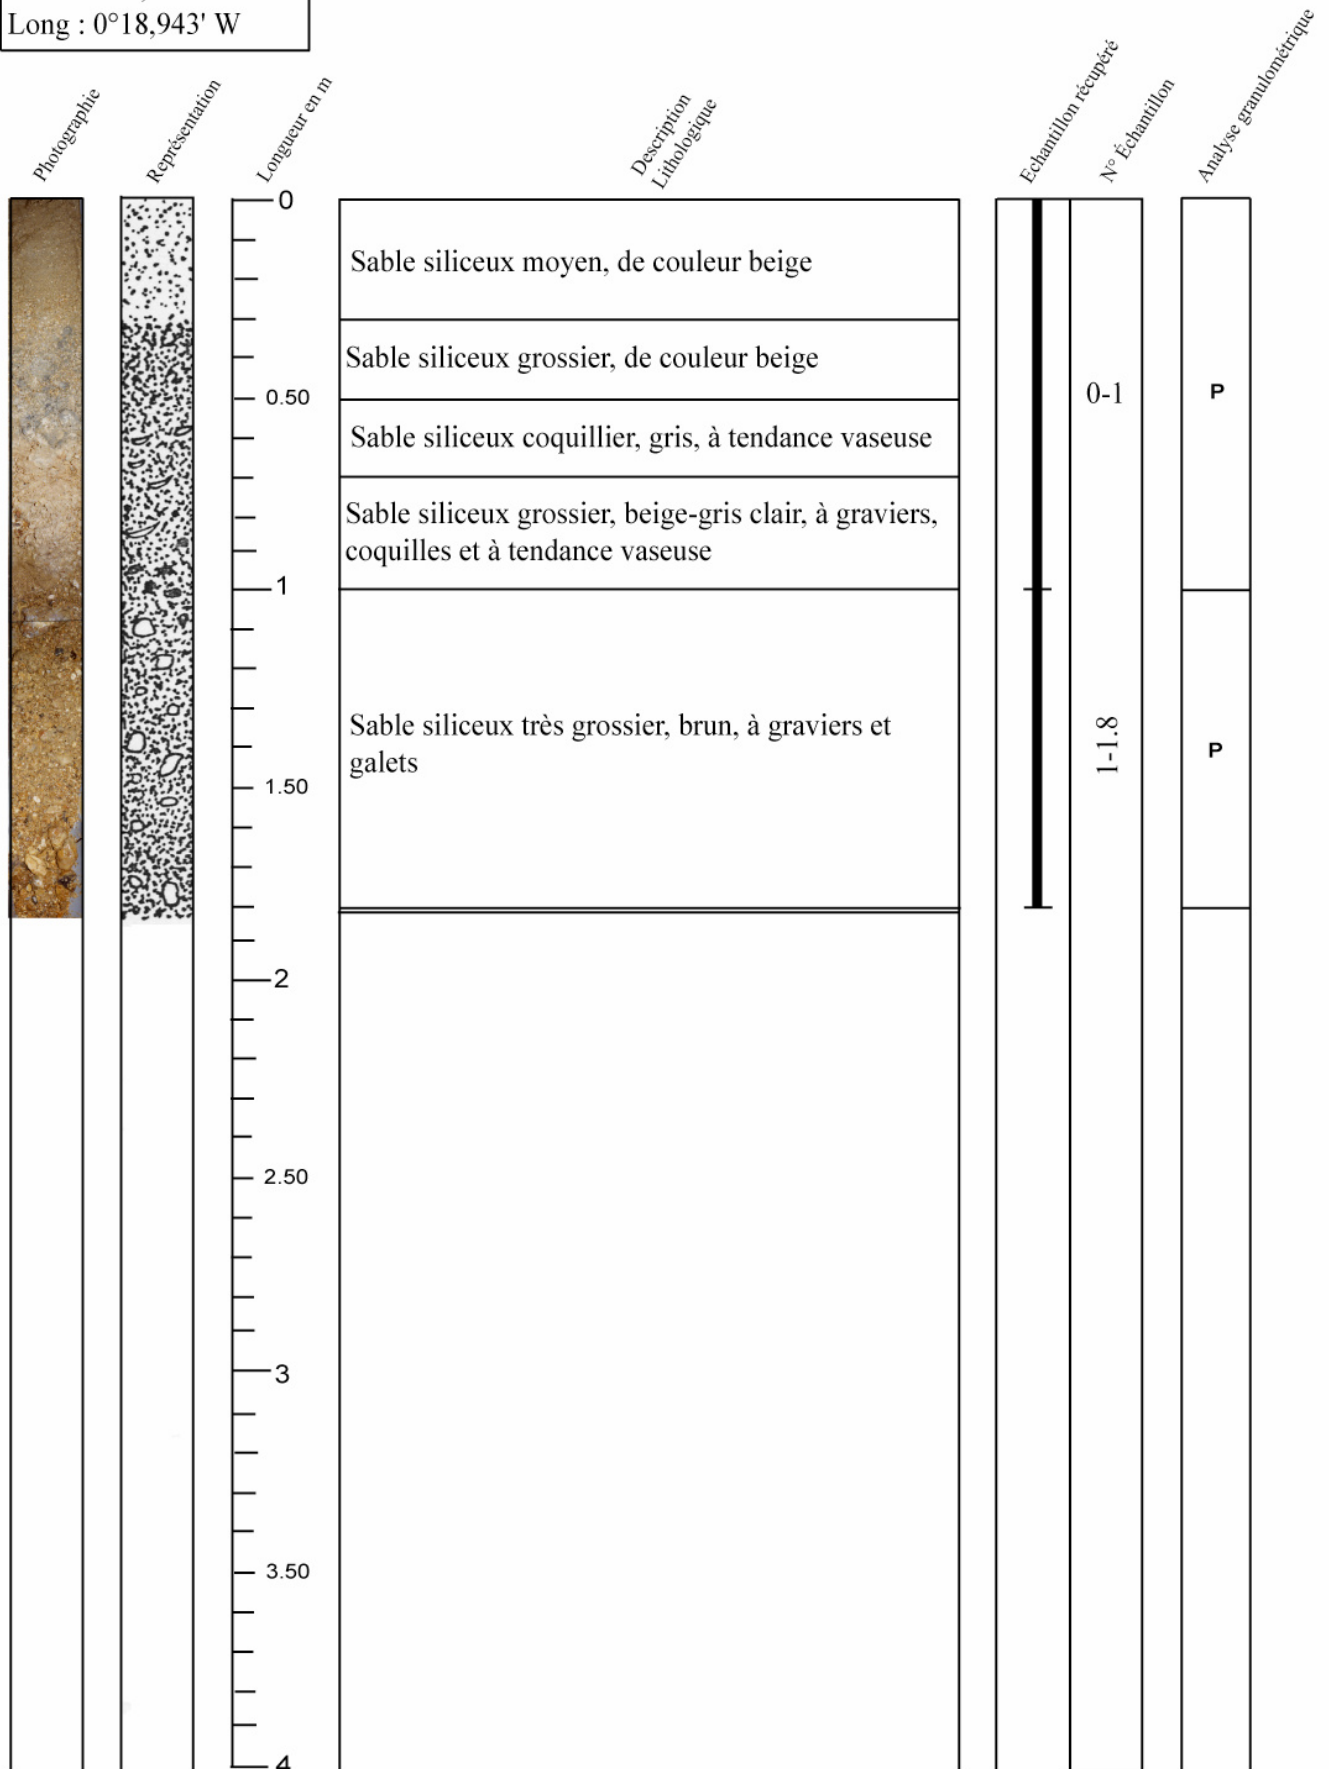 Long : 0°18,943' W
Photographie
Représentation
Longueur en m
Description
Lithologique
Echantillon récupéré
N° Échantillon
Analyse granulométrique
0
Sable siliceux moyen, de couleur beige
Sable siliceux grossier, de couleur beige
0.50
0-1
P
Sable siliceux coquillier, gris, à tendance vaseuse
Sable siliceux grossier, beige-gris clair, à graviers,
coquilles et à tendance vaseuse
1
Sable siliceux très grossier, brun, à graviers et
galets
1-1.8
P
1.50
2
2.50
3
3.50
4